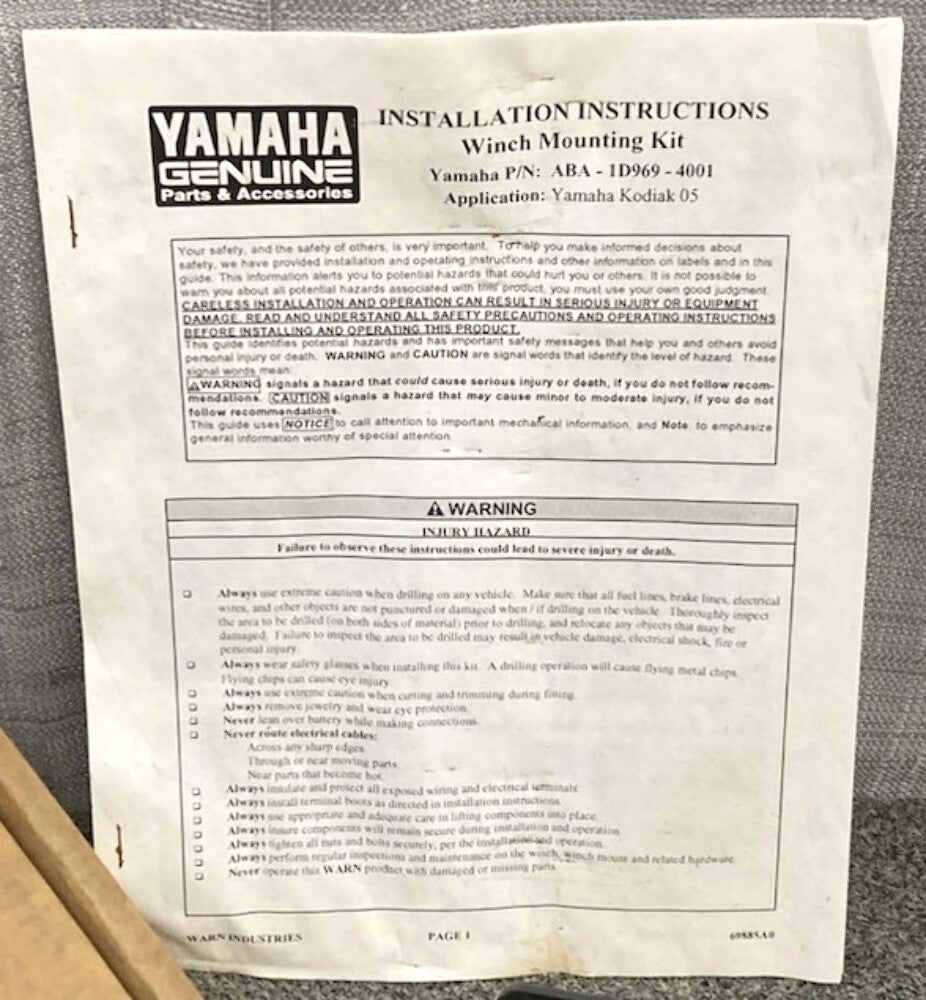 YAMAHA
GENUINE
Parts & Accessories
INSTALLATION INSTRUCTIONS
Winch Mounting Kit
Yamaha P/N: ABA - 1D969 - 4001
Application: Yamaha Kodiak 05
Your safety, and the safety of others, is very important. To help you make informed decisions about
safety, we have provided installation and operating instructions and other information on labels and in this
guide. This information alerts you to potential hazards that could hurt you or others. It is not possible to
warn you about all potential hazards associated with this product, you must use your own good judgment.
CARELESS INSTALLATION AND OPERATION CAN RESULT IN SERIOUS INJURY OR EQUIPMENT
DAMAGE. READ AND UNDERSTAND ALL SAFETY PRECAUTIONS AND OPERATING INSTRUCTIONS
BEFORE INSTALLING AND OPERATING THIS PRODUCT.
This guide identifies potential hazards and has important safety messages that help you and others avoid
personal injury or death. WARNING and CAUTION are signal words that identify the level of hazard. These
signal words mean:
⚠WARNING signals a hazard that could cause serious injury or death, if you do not follow recom-
mendations. CAUTION signals a hazard that may cause minor to moderate injury, if you do not
follow recommendations.
This guide uses NOTICE to call attention to important mechanical information, and Note: to emphasize
general information worthy of special attention.
⚠ WARNING
INJURY HAZARD
Failure to observe these instructions could lead to severe injury or death.
❑ Always use extreme caution when drilling on any vehicle. Make sure that all fuel lines, brake lines, electrical
wires, and other objects are not punctured or damaged when / if drilling on the vehicle. Thoroughly inspect
the area to be drilled (on both sides of material) prior to drilling, and relocate any objects that may be
damaged. Failure to inspect the area to be drilled may result in vehicle damage, electrical shock, fire or
personal injury.
❑ Always wear safety glasses when installing this kit. A drilling operation will cause flying metal chips.
Flying chips can cause eye injury.
❑ Always use extreme caution when cutting and trimming during fitting.
❑ Always remove jewelry and wear eye protection.
❑ Never lean over battery while making connections.
❑ Never route electrical cables:
Across any sharp edges.
Through or near moving parts.
Near parts that become hot.
❑ Always insulate and protect all exposed wiring and electrical terminals.
❑ Always install terminal boots as directed in installation instructions.
❑ Always use appropriate and adequate care in lifting components into place.
❑ Always insure components will remain secure during installation and operation.
❑ Always tighten all nuts and bolts securely, per the installation and operation.
❑ Always perform regular inspections and maintenance on the winch, winch mount and related hardware.
❑ Never operate this WARN product with damaged or missing parts.
WARN INDUSTRIES
PAGE 1
69885A0